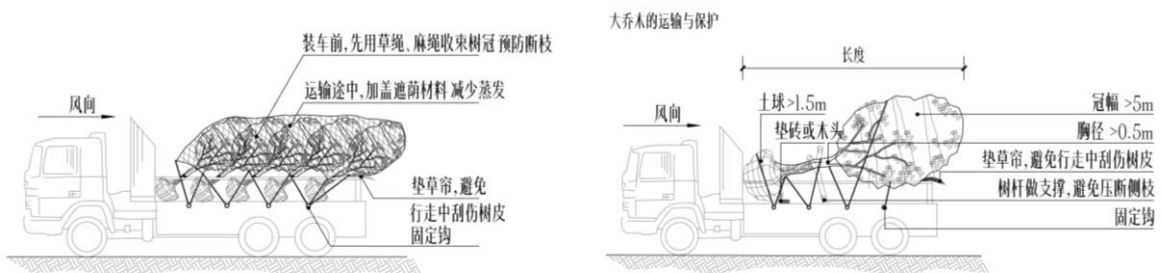 装车前,先用草绳、麻绳收束树冠 预防断枝
运输途中,加盖遮荫材料 减少蒸发
风向
垫草帘,避免
行走中刮伤树皮
固定钩
大乔木的运输与保护
长度
风向
土球>1.5m
垫砖或木头
冠幅 >5m
胸径 >0.5m
垫草帘,避免行走中刮伤树皮
树杆做支撑,避免压断侧枝
固定钩